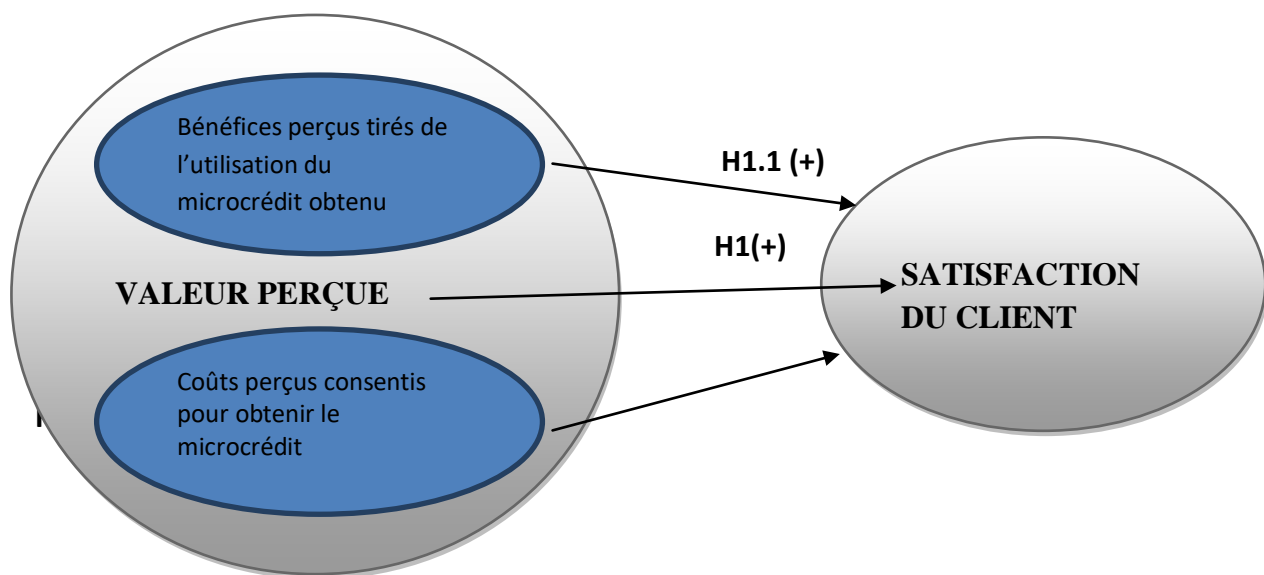 Bénéfices perçus tirés de
l’utilisation du
microcrédit obtenu
H1.1 (+)
H1(+)
VALEUR PERÇUE
SATISFACTION
DU CLIENT
Coûts perçus consentis
pour obtenir le
microcrédit